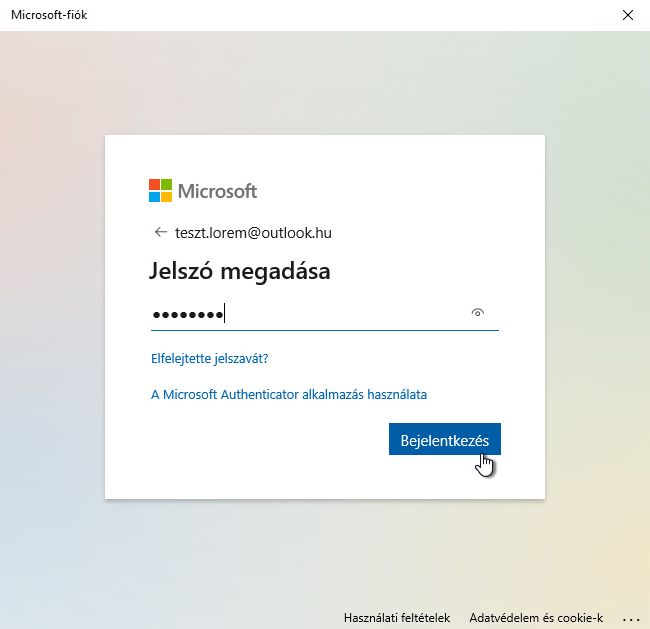 Microsoft-fiók
Microsoft
teszt.lorem@outlook.hu
Jelszó megadása
••••••••
Elfelejtette jelszavát?
A Microsoft Authenticator alkalmazás használata
Bejelentkezés
Használati feltételek Adatvédelem és cookie-k ...